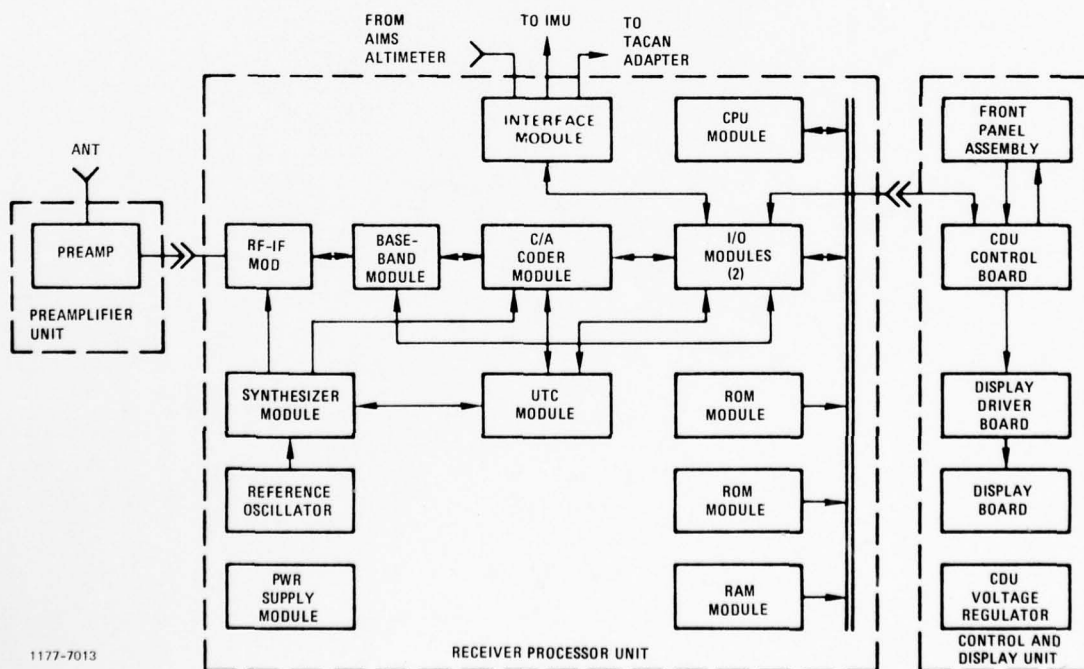 FROM
AIMS
ALTIMETER
TO IMU
TO
TACAN
ADAPTER
INTERFACE
MODULE
CPU
MODULE
FRONT
PANEL
ASSEMBLY
ANT
PREAMP
PREAMPLIFIER
UNIT
RF-IF
MOD
BASE-
BAND
MODULE
C/A
CODER
MODULE
I/O
MODULES
(2)
CDU
CONTROL
BOARD
SYNTHESIZER
MODULE
UTC
MODULE
ROM
MODULE
DISPLAY
DRIVER
BOARD
REFERENCE
OSCILLATOR
ROM
MODULE
DISPLAY
BOARD
PWR
SUPPLY
MODULE
RAM
MODULE
CDU
VOLTAGE
REGULATOR
1177-7013
RECEIVER PROCESSOR UNIT
CONTROL AND
DISPLAY UNIT